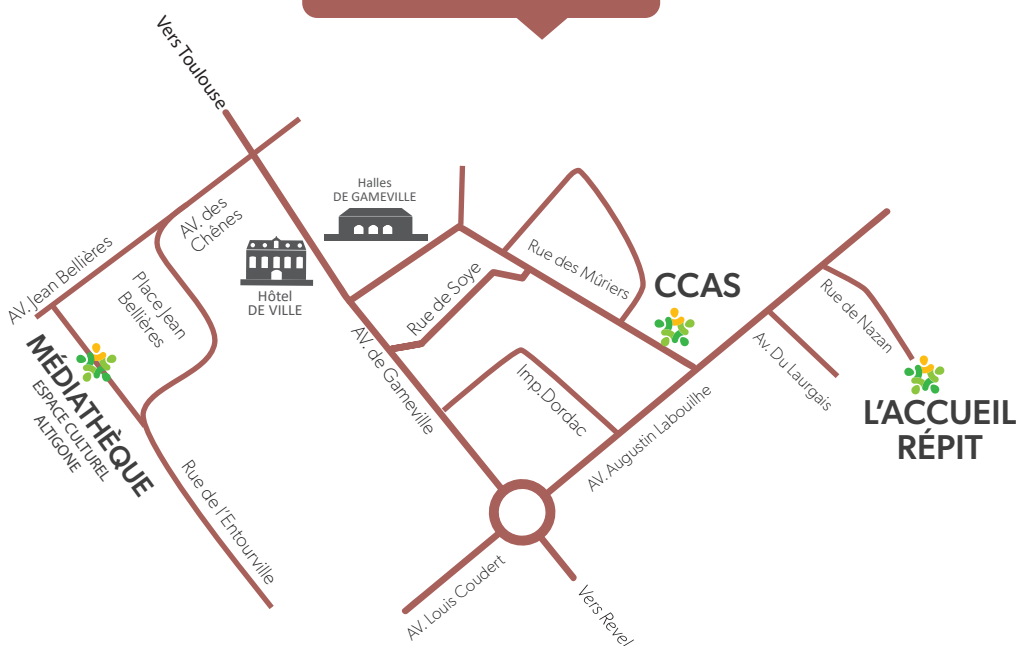 Vers Toulouse
Halles
DE GAMEVILLE
AV. des
Chênes
AV. Jean Bellières
Place Jean
Bellières
Hôtel
DE VILLE
Rue de Soye
Rue des Mûriers
CCAS
Rue de Nazan
Av. Du Laurgais
L'ACCUEIL
RÉPIT
AV. de Gameville
Imp.Dordac
AV. Augustin Labouilhe
MÉDIATHÈQUE
ESPACE CULTUREL
ALTIGONE
Rue de l'Entourville
AV. Louis Coudert
Vers Revel